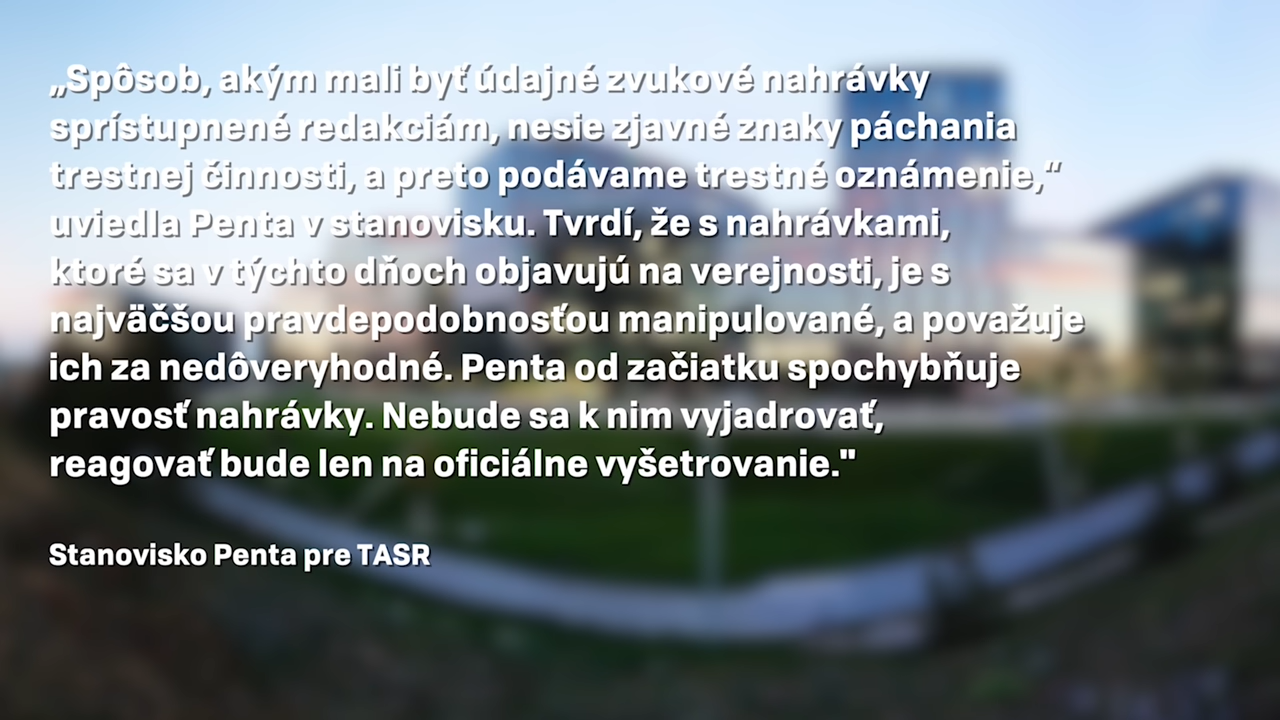 „Spôsob, akým mali byť údajné zvukové nahrávky
sprístupnené redakciám, nesie zjavné znaky páchania
trestnej činnosti, a preto podávame trestné oznámenie,”
uviedla Penta v stanovisku. Tvrdí, že s nahrávkami,
ktoré sa v týchto dňoch objavujú na verejnosti, je s
najväčšou pravdepodobnosťou manipulované, a považuje
ich za nedôveryhodné. Penta od začiatku spochybňuje
pravosť nahrávky. Nebude sa k nim vyjadrovať,
reagovať bude len na oficiálne vyšetrovanie."
Stanovisko Penta pre TASR